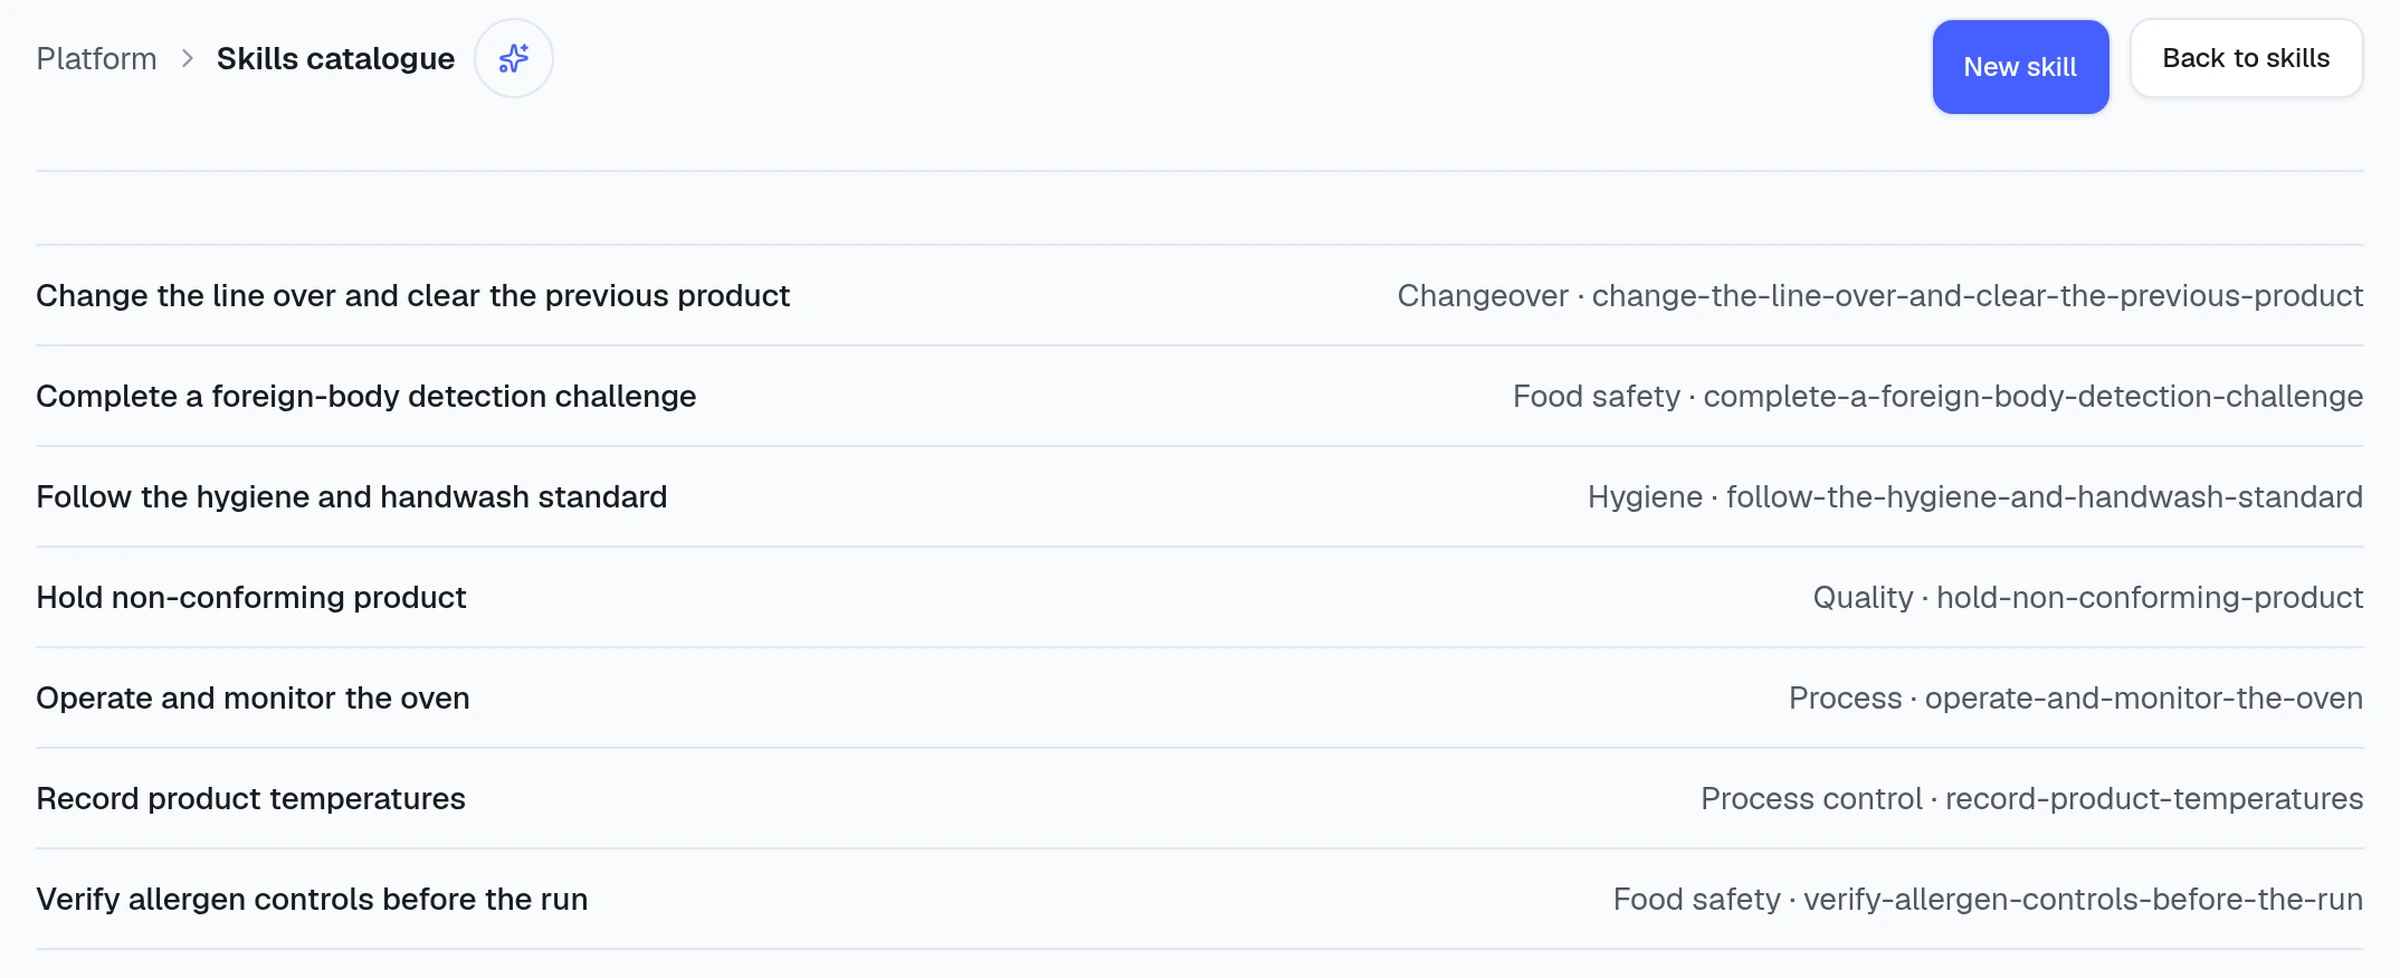 Platform > Skills catalogue
New skill
Back to skills
Change the line over and clear the previous product
Changeover · change-the-line-over-and-clear-the-previous-product
Complete a foreign-body detection challenge
Food safety · complete-a-foreign-body-detection-challenge
Follow the hygiene and handwash standard
Hygiene · follow-the-hygiene-and-handwash-standard
Hold non-conforming product
Quality · hold-non-conforming-product
Operate and monitor the oven
Process · operate-and-monitor-the-oven
Record product temperatures
Process control · record-product-temperatures
Verify allergen controls before the run
Food safety · verify-allergen-controls-before-the-run